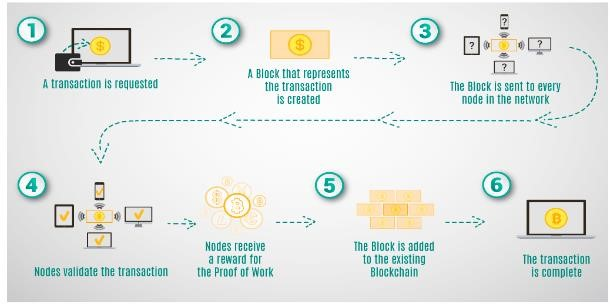 1
A transaction is requested
2
A Block that represents
the transaction
is created
3
The Block is sent to every
node in the network
4
Nodes validate the transaction
Nodes receive
a reward for
the Proof of Work
5
The Block is added
to the existing
Blockchain
6
The transaction
is complete